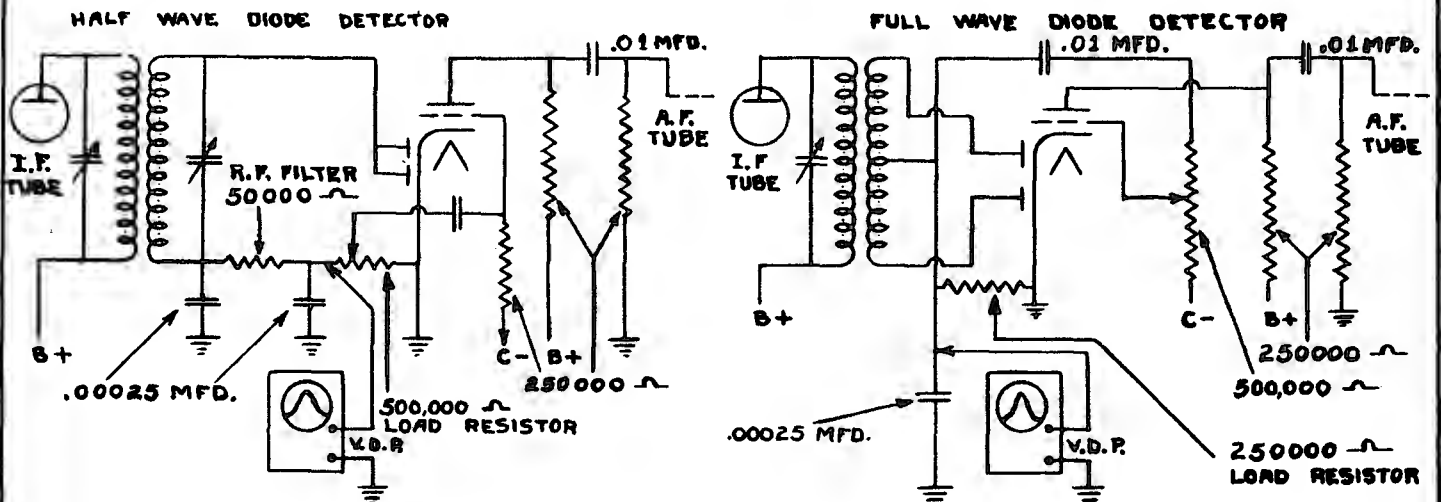 HALF WAVE DIODE DETECTOR
.01 MFD.
I.F.
TUBE
R.F. FILTER
50000 Ω
A.F.
TUBE
B+
.00025 MFD.
C- B+
250000 Ω
500,000 Ω
LOAD RESISTOR
V.D.P.
FULL WAVE DIODE DETECTOR
.01 MFD.
.01 MFD.
I.F
TUBE
A.F.
TUBE
B+
C- B+
250000 Ω
500,000 Ω
.00025 MFD.
V.D.P.
250000 Ω
LOAD RESISTOR